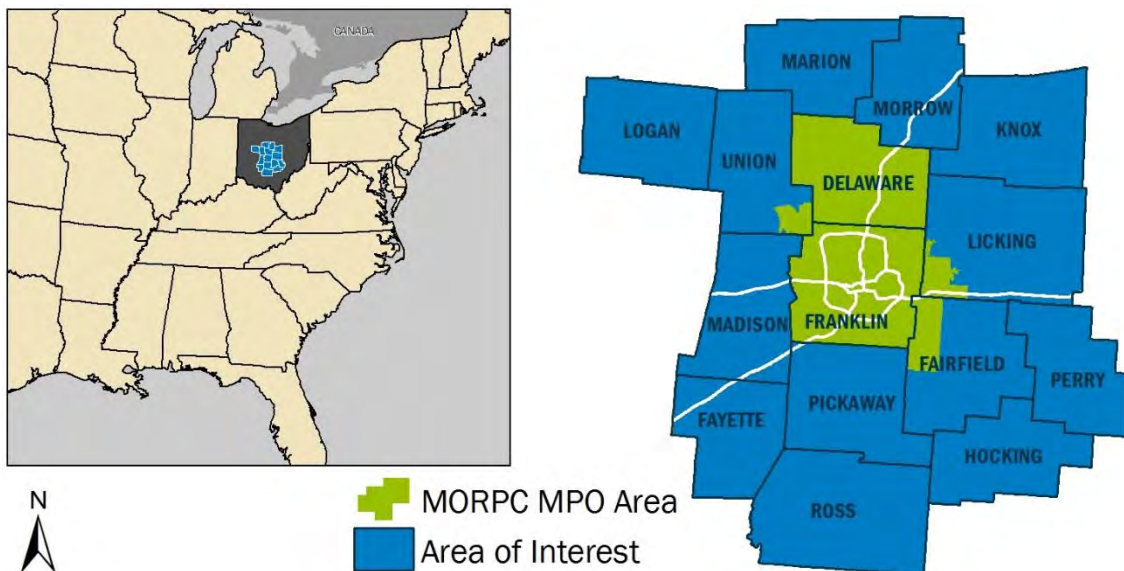 CANADA
MARION
MORROW
LOGAN
KNOX
UNION
DELAWARE
LICKING
MADISON
FRANKLIN
FAIRFIELD
PERRY
PICKAWAY
FAYETTE
HOCKING
ROSS
N
MORPC MPO Area
Area of Interest